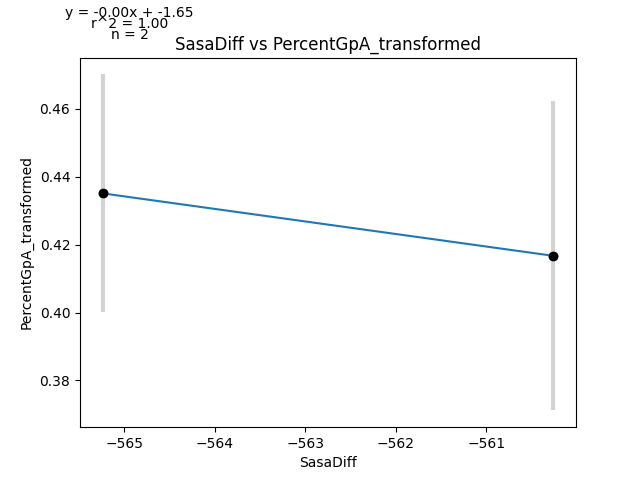 y = -0.00x + -1.65
r^2 = 1.00
n = 2
SasaDiff vs PercentGpA_transformed
PercentGpA_transformed
0.46
0.44
0.42
0.40
0.38
−565 −564 −563 −562 −561
SasaDiff